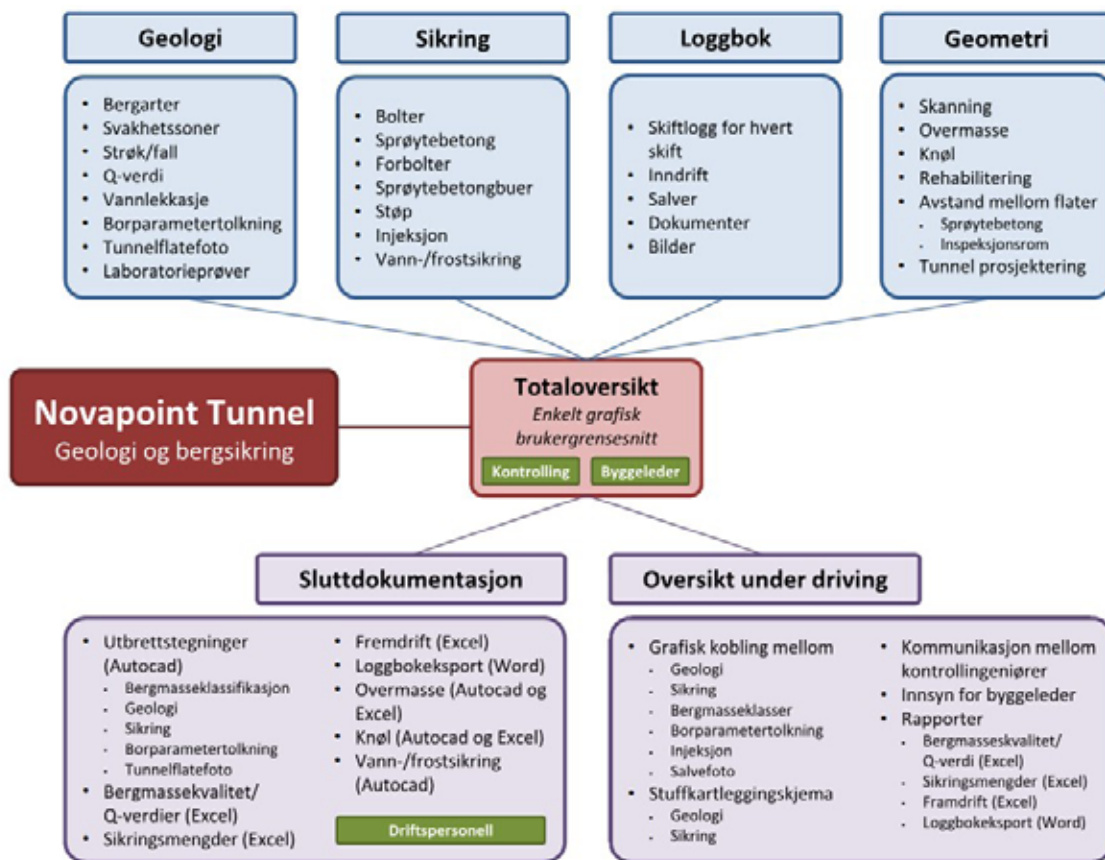 Geologi
• Bergarter
• Svakhetssoner
• Strøk/fall
• Q-verdi
• Vannlekkasje
• Borparametertolkning
• Tunnelflatefoto
• Laboratorieprøver
Sikring
• Bolter
• Sprøytebetong
• Forbolter
• Sprøytebetongbuer
• Støp
• Injeksjon
• Vann-/frostsikring
Loggbok
• Skiftlogg for hvert
skift
• Inndrift
• Salver
• Dokumenter
• Bilder
Geometri
• Skanning
• Overmasse
• Knøl
• Rehabilitering
• Avstand mellom flater
• Sprøytebetong
• Inspeksjonsrom
• Tunnel prosjektering
Novapoint Tunnel
Geologi og bergsikring
Totaloversikt
Enkelt grafisk
brukergrensesnitt
Kontrolling
Byggeleder
Sluttdokumentasjon
• Utbrettstegninger
(Autocad)
• Bergmasseklassifikasjon
• Geologi
• Sikring
• Borparametertolkning
• Tunnelflatefoto
• Bergmassekvalitet/
Q-verdier (Excel)
• Sikringsmengder (Excel)
• Fremdrift (Excel)
• Loggbokeksport (Word)
• Overmasse (Autocad og
Excel)
• Knøl (Autocad og Excel)
• Vann-/frostsikring
(Autocad)
Driftspersonell
Oversikt under driving
• Grafisk kobling mellom
• Geologi
• Sikring
• Bergmasseklasser
• Borparametertolkning
• Injeksjon
• Salvefoto
• Stuffkartleggingskjema
• Geologi
• Sikring
• Kommunikasjon mellom
kontrollingeniører
• Innsyn for byggeleder
• Rapporter
• Bergmasseskvalitet/
Q-verdi (Excel)
• Sikringsmengder (Excel)
• Framdrift (Excel)
• Loggbokeksport (Word)